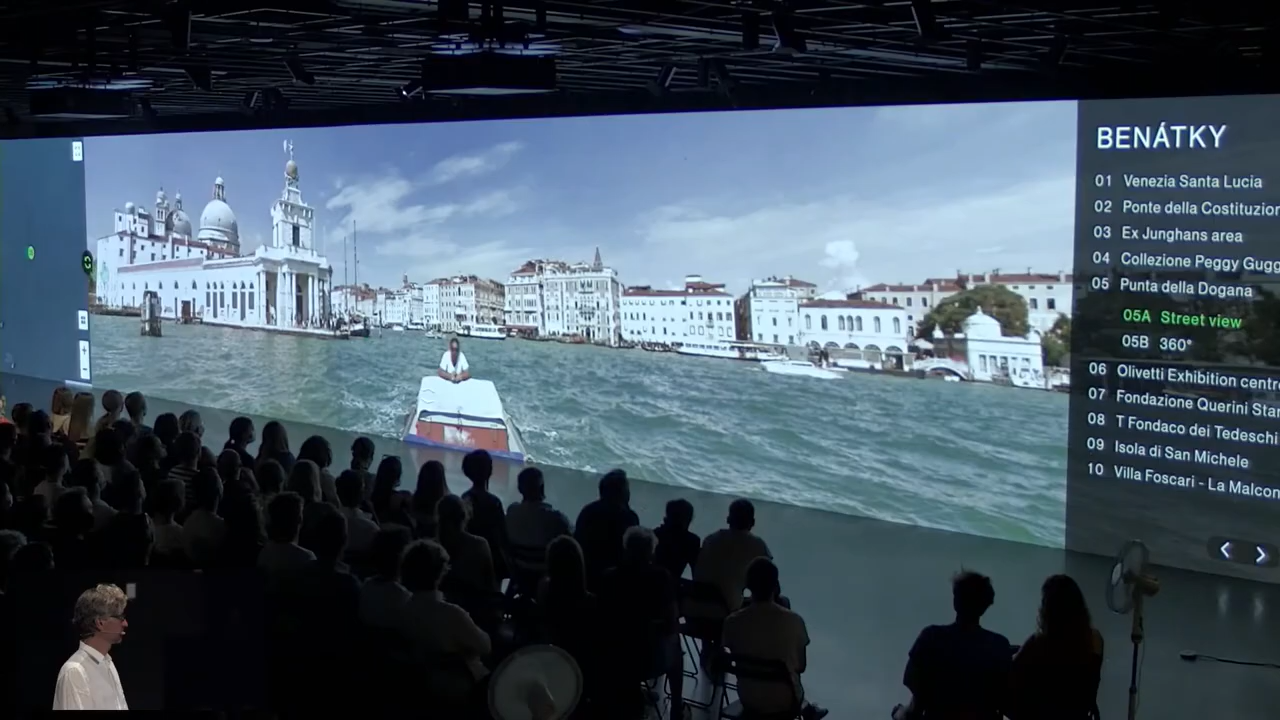 BENÁTKY
01 Venezia Santa Lucia
02 Ponte della Costituzion
03 Ex Junghans area
04 Collezione Peggy Gugg
05 Punta della Dogana
05A Street view
05B 360°
06 Olivetti Exhibition centre
07 Fondazione Querini Stam
08 T Fondaco dei Tedeschi
09 Isola di San Michele
10 Villa Foscari - La Malcon